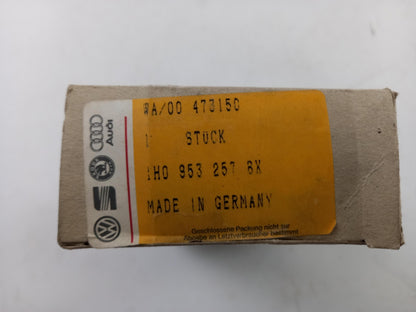 WA/00 473150
1 STÜCK
1H0 953 257 6X
MADE IN GERMANY
Geschlossene Packung nicht zur
Abgabe an Letztverbraucher bestimmt
Audi